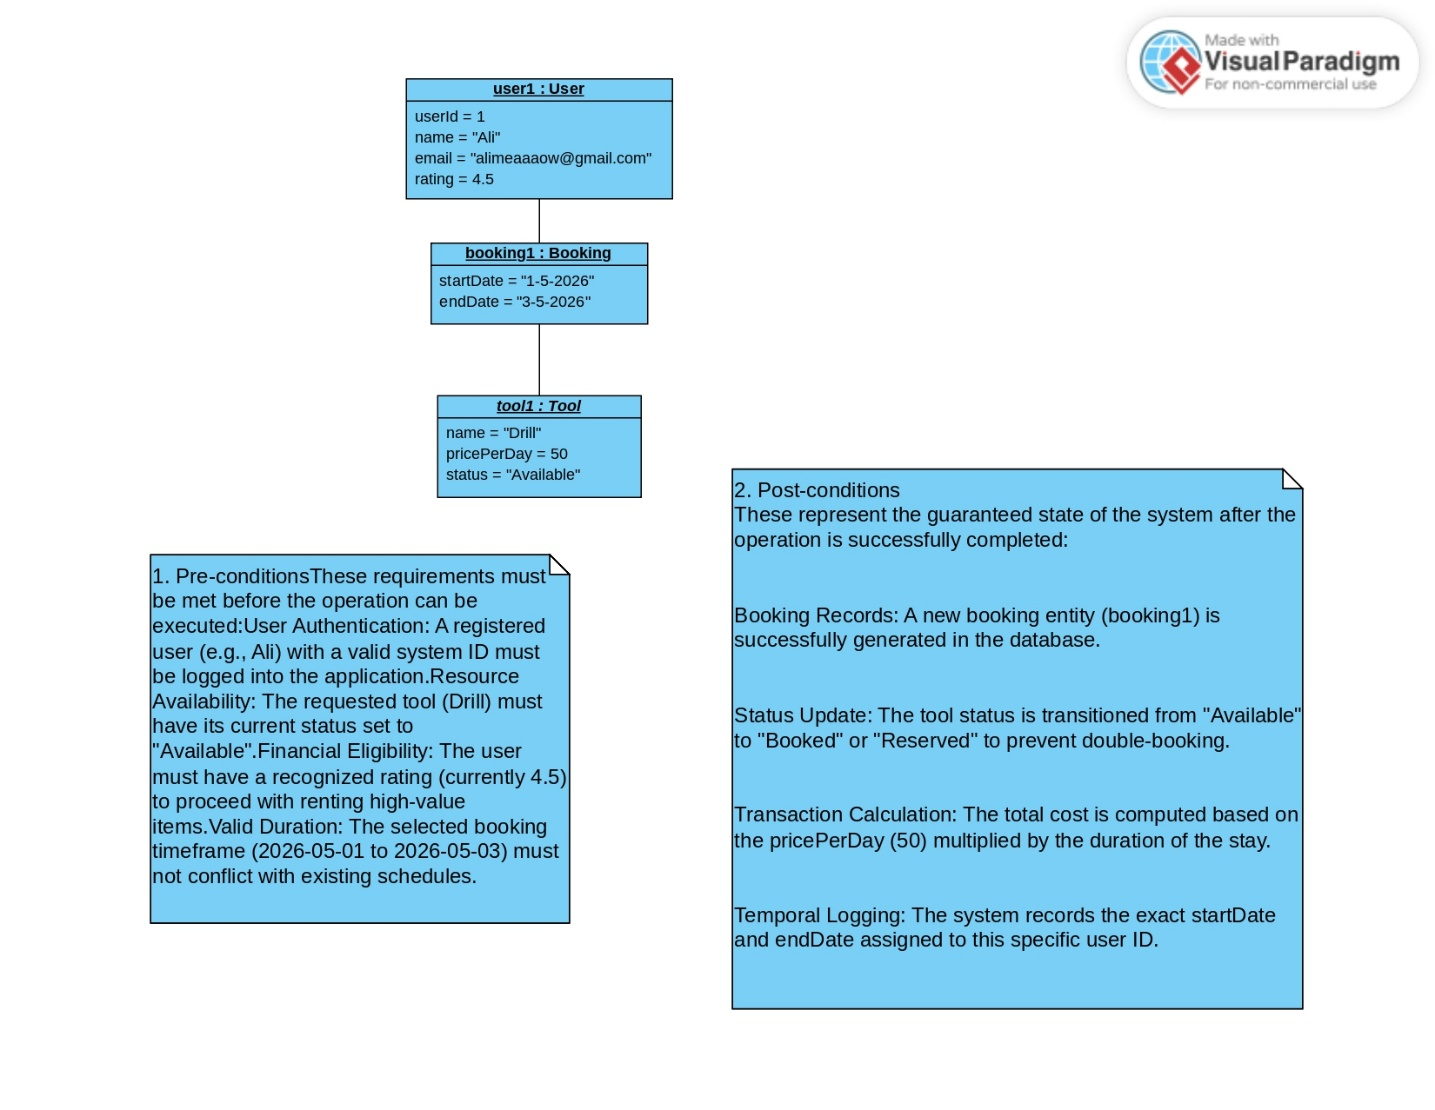 Made with
Visual Paradigm
For non-commercial use
user1 : User
userId = 1
name = "Ali"
email = "alimeaaaow@gmail.com"
rating = 4.5
booking1 : Booking
startDate = "1-5-2026"
endDate = "3-5-2026"
tool1 : Tool
name = "Drill"
pricePerDay = 50
status = "Available"
1. Pre-conditionsThese requirements must
be met before the operation can be
executed:User Authentication: A registered
user (e.g., Ali) with a valid system ID must
be logged into the application.Resource
Availability: The requested tool (Drill) must
have its current status set to
"Available".Financial Eligibility: The user
must have a recognized rating (currently 4.5)
to proceed with renting high-value
items.Valid Duration: The selected booking
timeframe (2026-05-01 to 2026-05-03) must
not conflict with existing schedules.
2. Post-conditions
These represent the guaranteed state of the system after the
operation is successfully completed:
Booking Records: A new booking entity (booking1) is
successfully generated in the database.
Status Update: The tool status is transitioned from "Available"
to "Booked" or "Reserved" to prevent double-booking.
Transaction Calculation: The total cost is computed based on
the pricePerDay (50) multiplied by the duration of the stay.
Temporal Logging: The system records the exact startDate
and endDate assigned to this specific user ID.